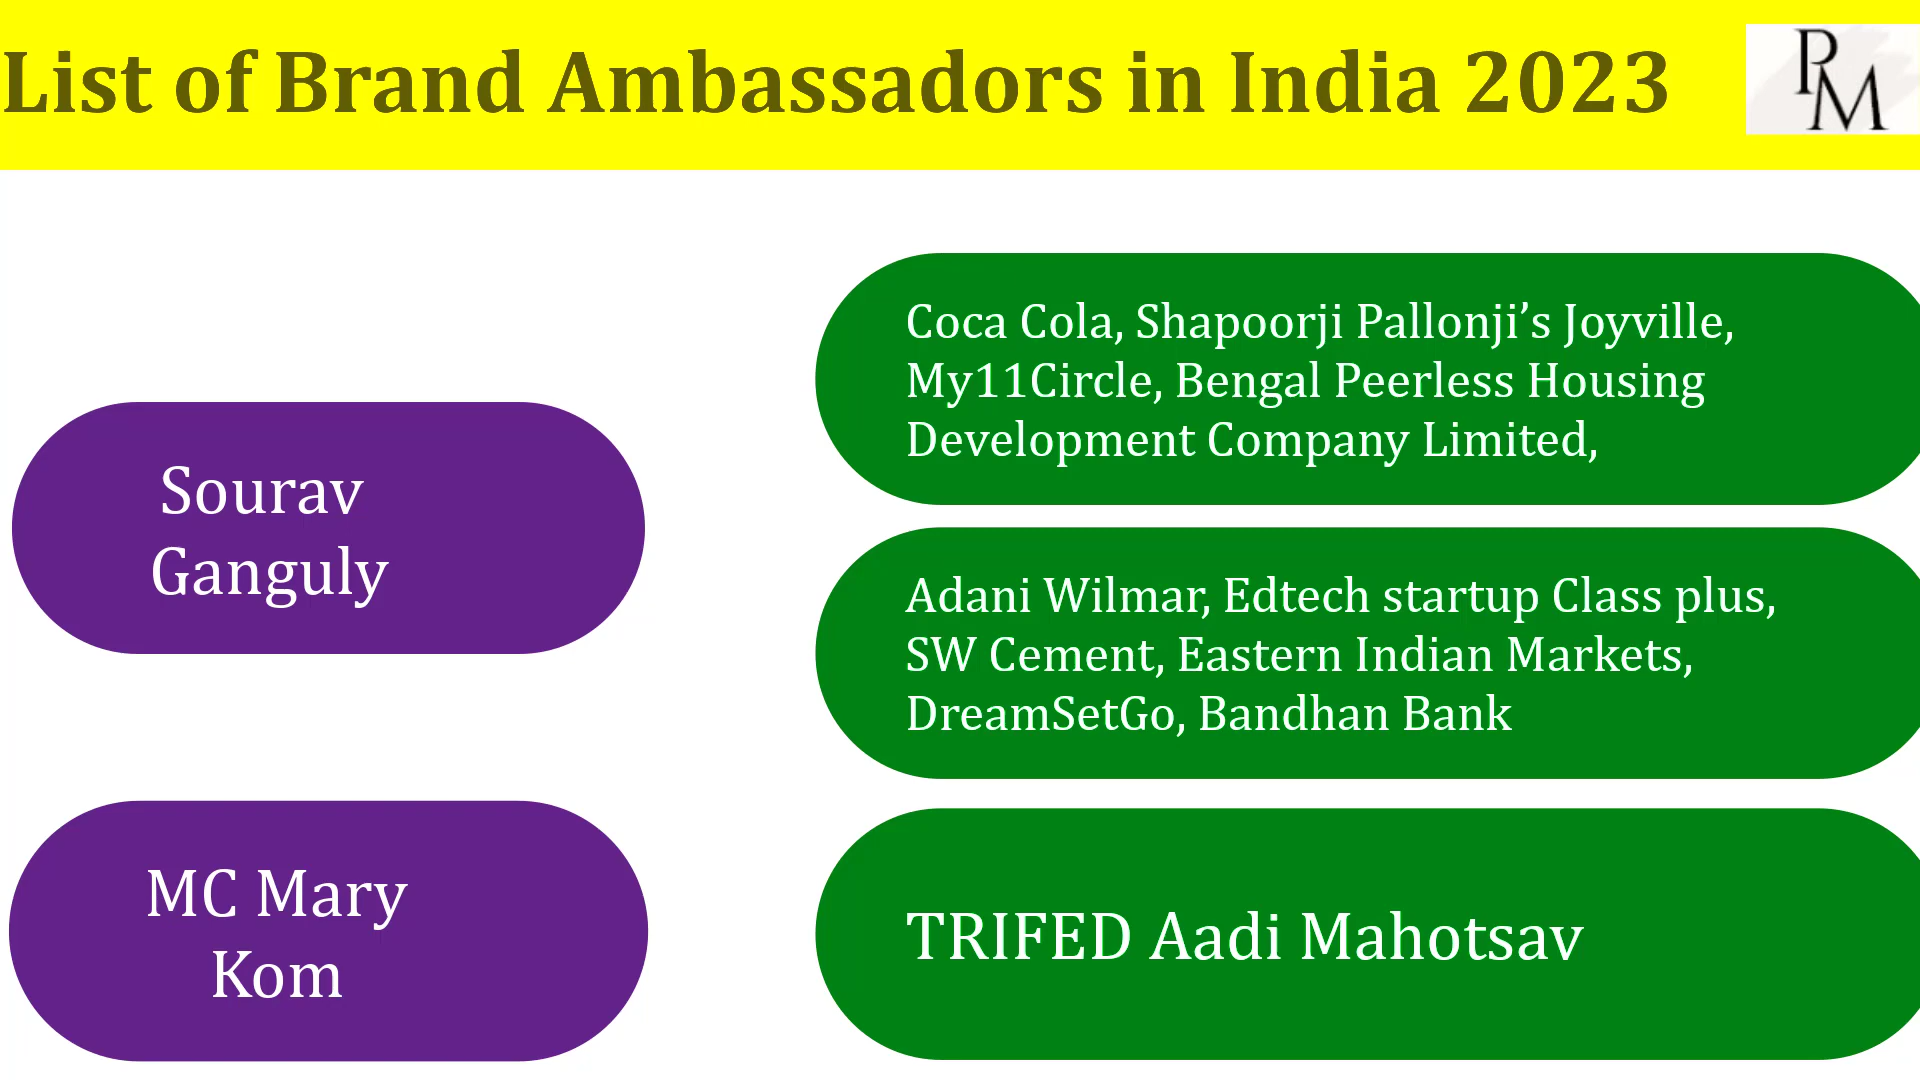 List of Brand Ambassadors in India 2023
PM
Sourav
Ganguly
Coca Cola, Shapoorji Pallonji’s Joyville,
My11Circle, Bengal Peerless Housing
Development Company Limited,
Adani Wilmar, Edtech startup Class plus,
SW Cement, Eastern Indian Markets,
DreamSetGo, Bandhan Bank
MC Mary
Kom
TRIFED Aadi Mahotsav